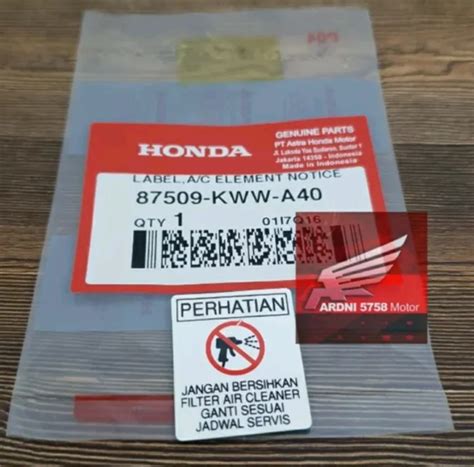 P04
HONDA
GENUINE PARTS
PT Astra Honda Motor
Jakarta 14350 - Indonesia
Made in Indonesia
LABEL, A/C ELEMENT NOTICE
87509-KWW-A40
QTY 1
01I7Q16
ARDNI 5758 Motor
PERHATIAN
JANGAN BERSIHKAN
FILTER AIR CLEANER
GANTI SESUAI
JADWAL SERVIS